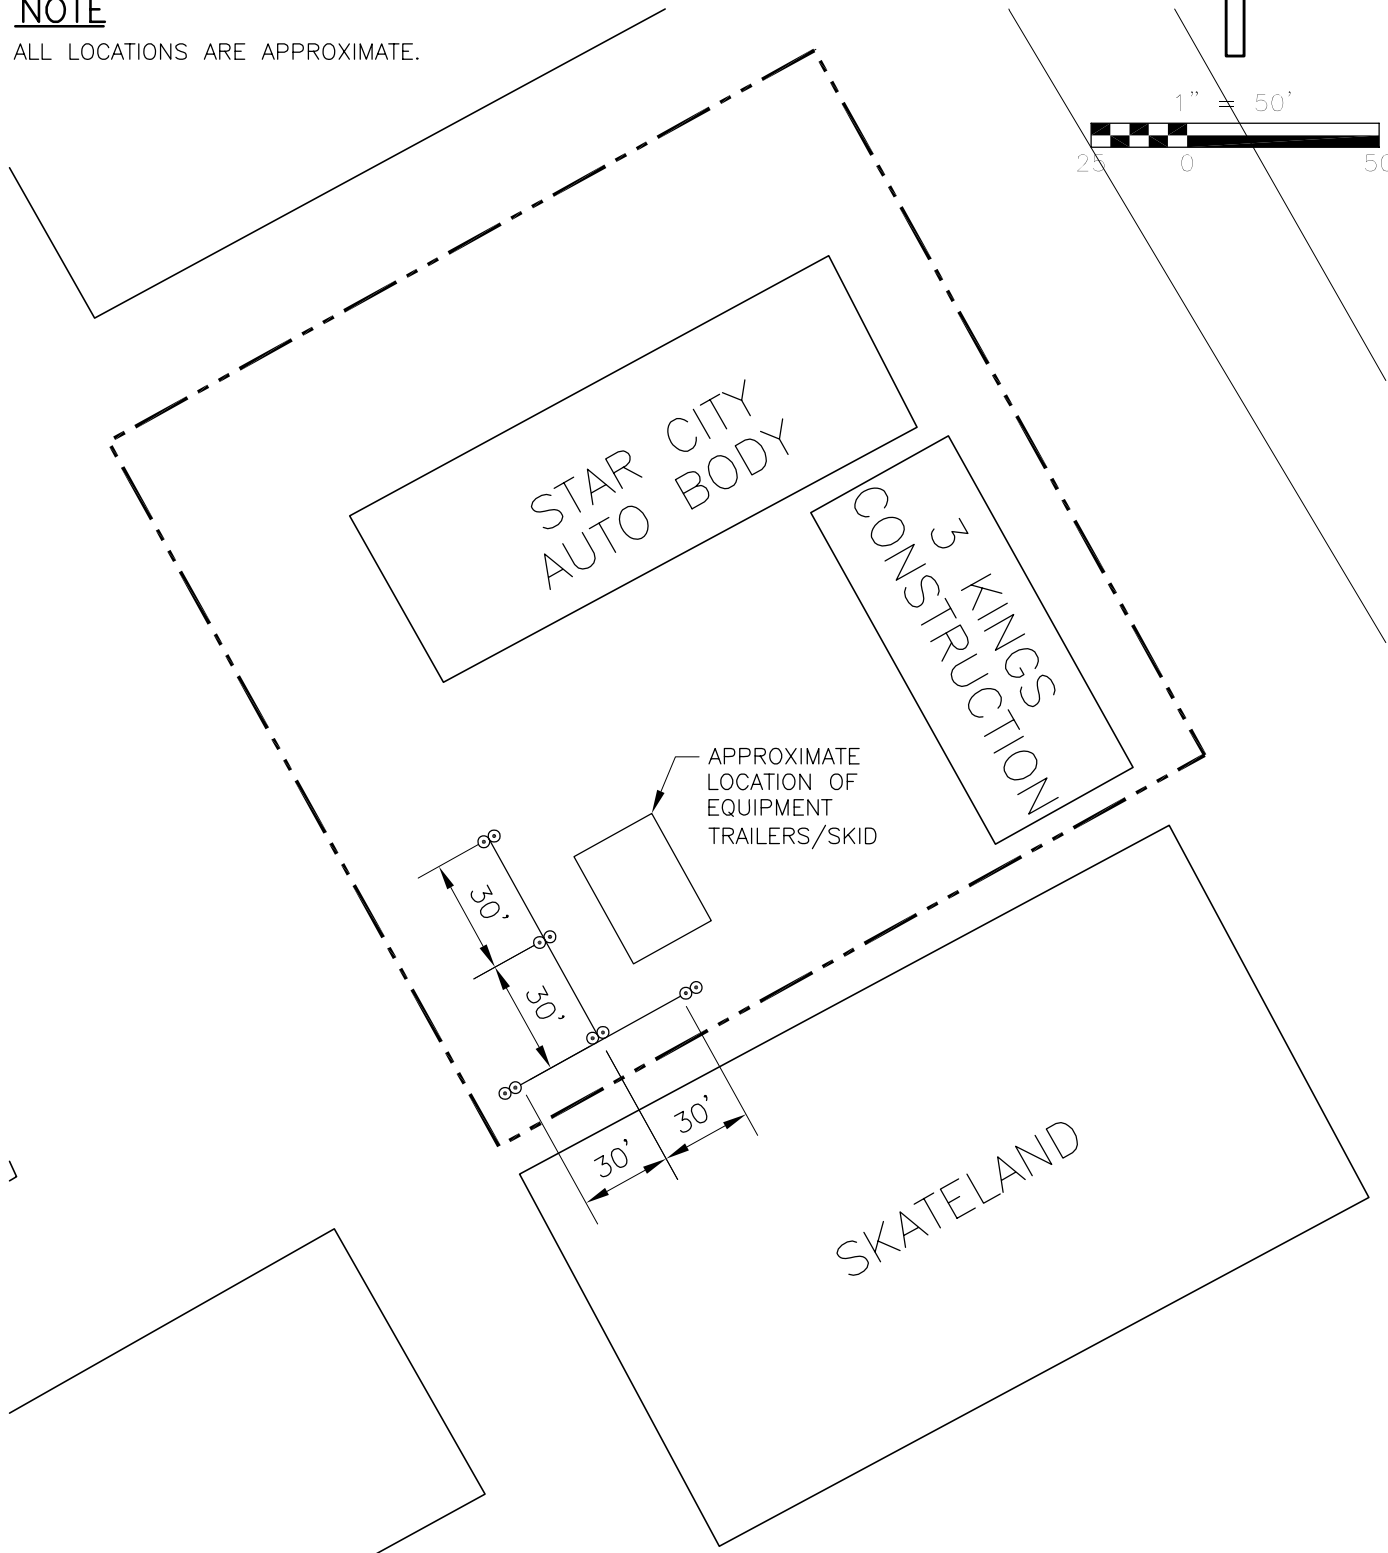 NOTE
ALL LOCATIONS ARE APPROXIMATE.
1" = 50'
25 0 50
STAR CITY
AUTO BODY
3 KINGS
CONSTRUCTION
APPROXIMATE
LOCATION OF
EQUIPMENT
TRAILERS/SKID
30'
30'
30'
30'
SKATELAND